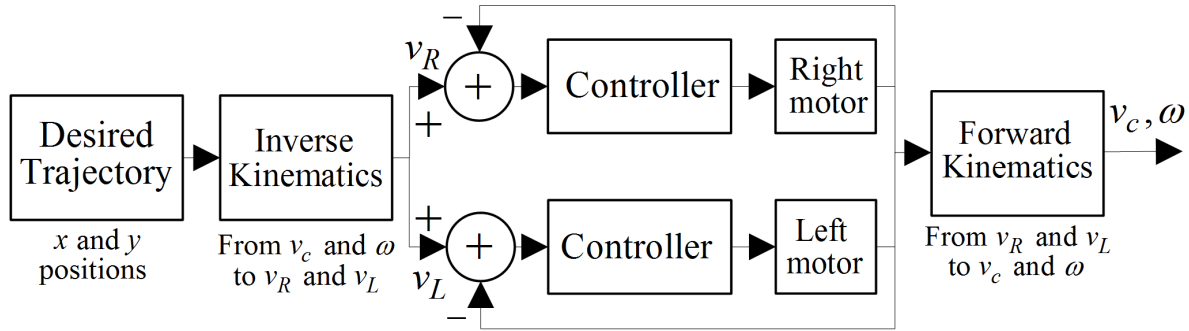 Desired
Trajectory
x and y
positions
Inverse
Kinematics
From v_c and ω
to v_R and v_L
−
v_R
+
+
Controller
Right
motor
+
+
v_L
−
Controller
Left
motor
Forward
Kinematics
From v_R and v_L
to v_c and ω
v_c, ω